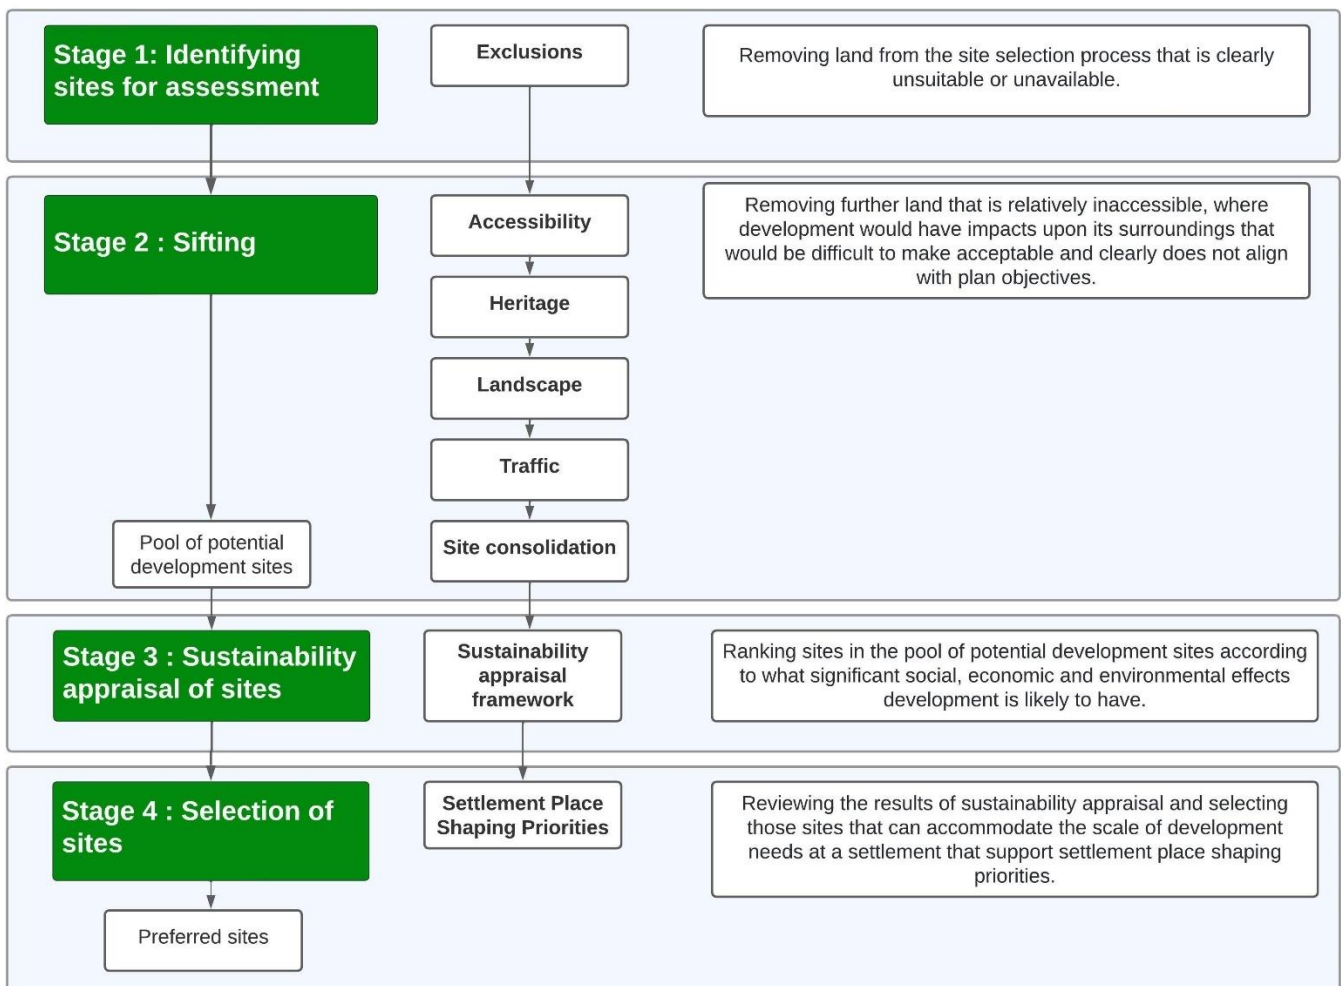 Stage 1: Identifying
sites for assessment
Exclusions
Removing land from the site selection process that is clearly
unsuitable or unavailable.
Stage 2 : Sifting
Accessibility
Removing further land that is relatively inaccessible, where
development would have impacts upon its surroundings that
would be difficult to make acceptable and clearly does not align
with plan objectives.
Heritage
Landscape
Traffic
Pool of potential
development sites
Site consolidation
Stage 3 : Sustainability
appraisal of sites
Sustainability
appraisal
framework
Ranking sites in the pool of potential development sites according
to what significant social, economic and environmental effects
development is likely to have.
Stage 4 : Selection of
sites
Settlement Place
Shaping Priorities
Reviewing the results of sustainability appraisal and selecting
those sites that can accommodate the scale of development
needs at a settlement that support settlement place shaping
priorities.
Preferred sites